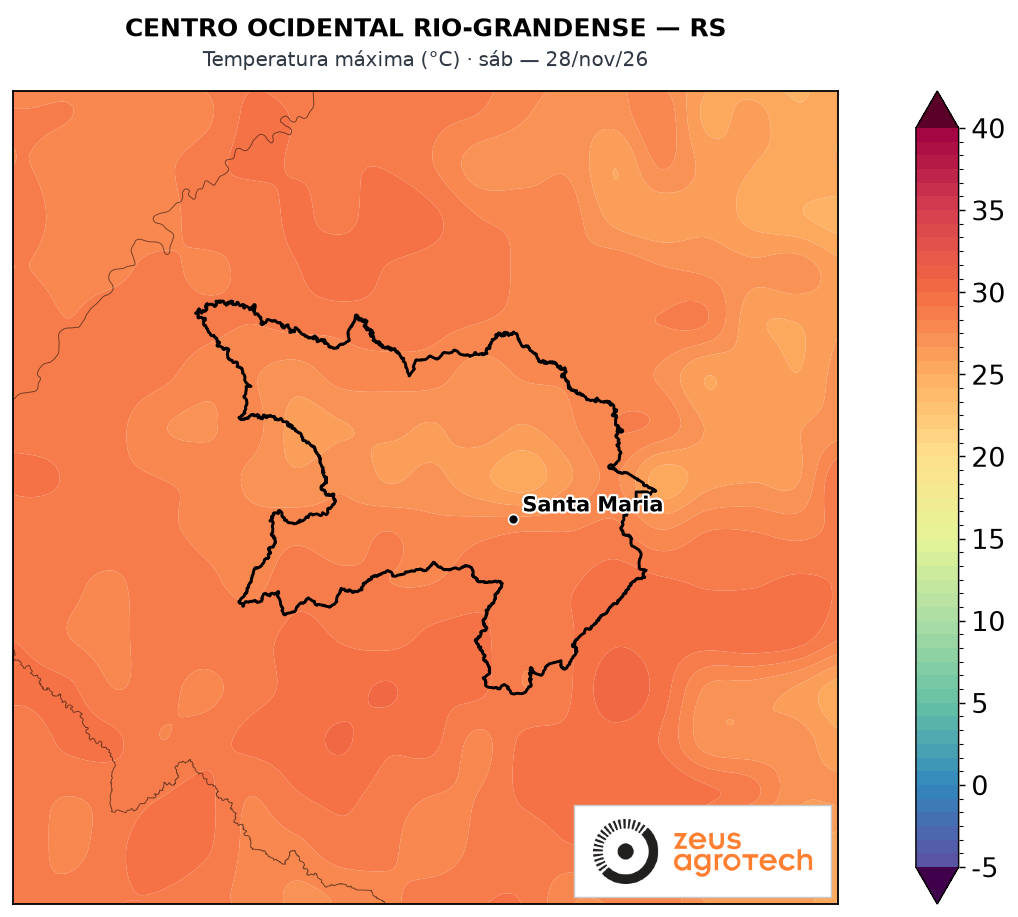 CENTRO OCIDENTAL RIO-GRANDENSE — RS
Temperatura máxima (°C) · sáb — 28/nov/26
40
35
30
25
20
15
10
5
0
-5
Santa Maria
zeus
agrotech